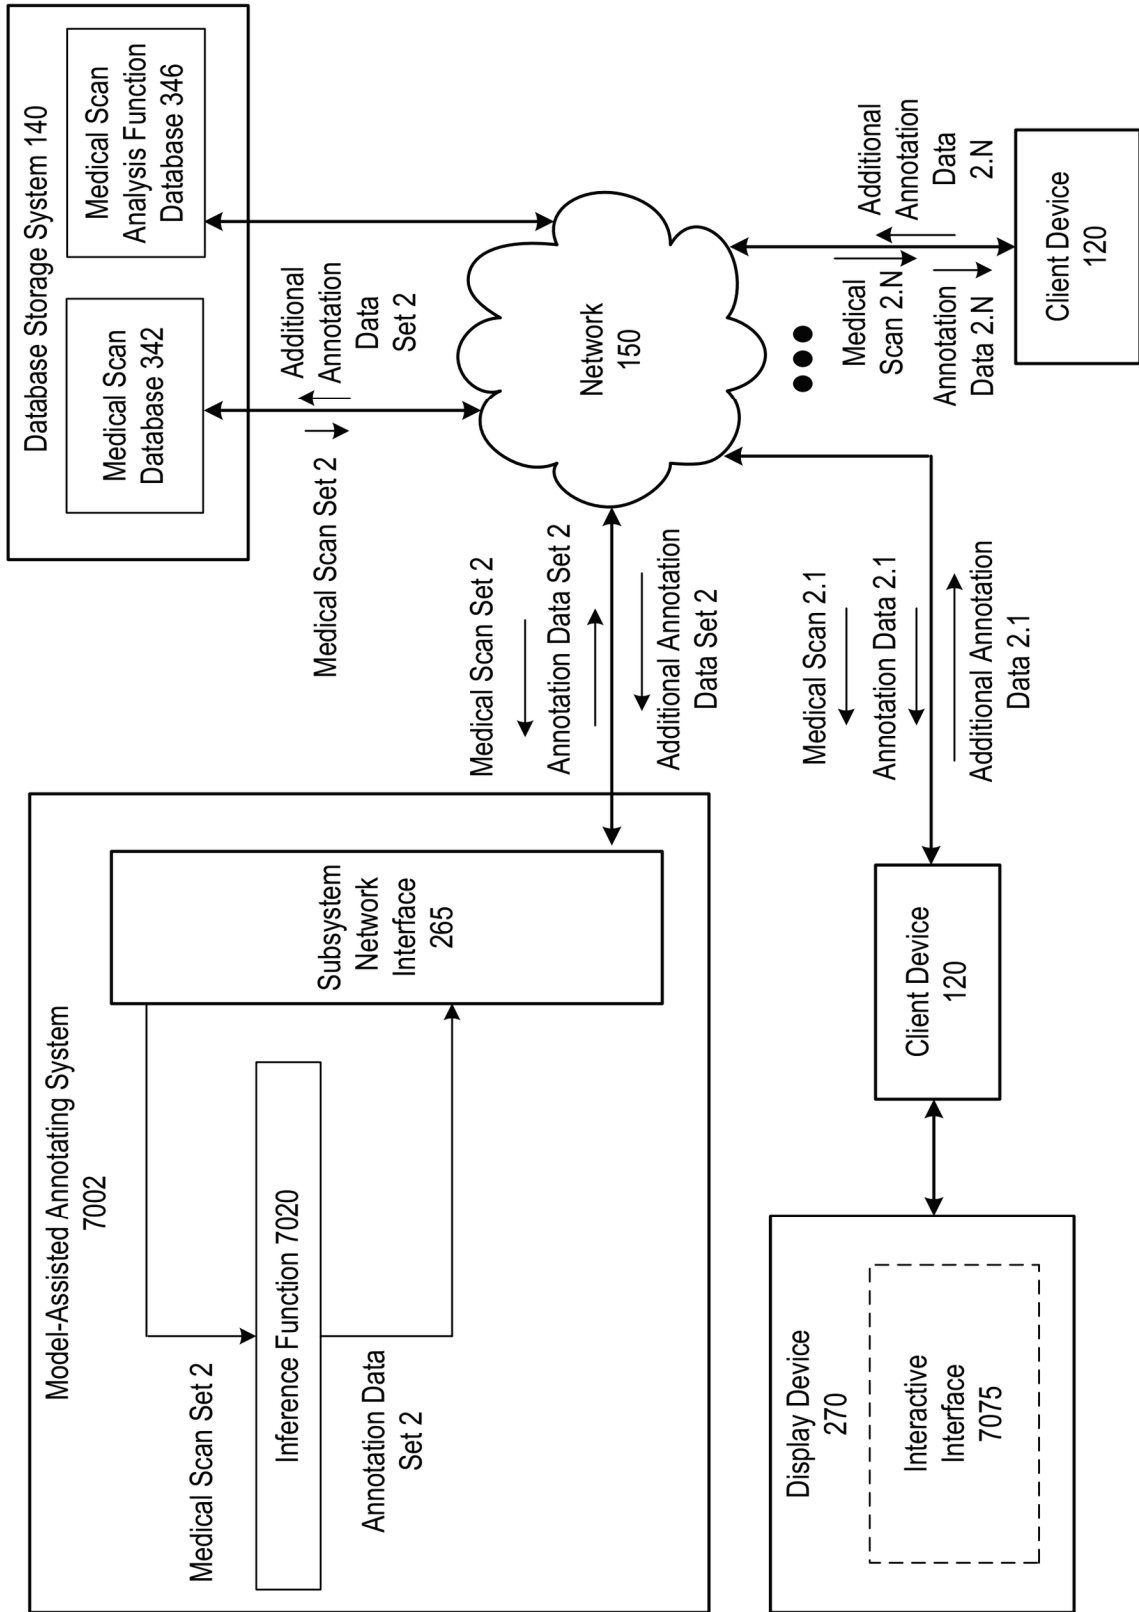 Model-Assisted Annotating System
7002
Medical Scan Set 2
Inference Function 7020
Annotation Data
Set 2
Subsystem
Network
Interface
265
Medical Scan Set 2
Annotation Data Set 2
Additional Annotation
Data Set 2
Database Storage System 140
Medical Scan
Database 342
Medical Scan
Analysis Function
Database 346
Medical Scan Set 2
Additional
Annotation
Data
Set 2
Network
150
Display Device
270
Interactive
Interface
7075
Client Device
120
Medical Scan 2.1
Annotation Data 2.1
Additional Annotation
Data 2.1
Medical
Scan 2.N
Annotation
Data 2.N
Additional
Annotation
Data
2.N
Client Device
120